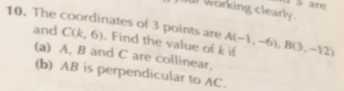 working clearly.
s are
10. The coordinates of 3 points are A(−1, −6), B(3, −12)
and C(k, 6). Find the value of k if
(a) A, B and C are collinear,
(b) AB is perpendicular to AC.